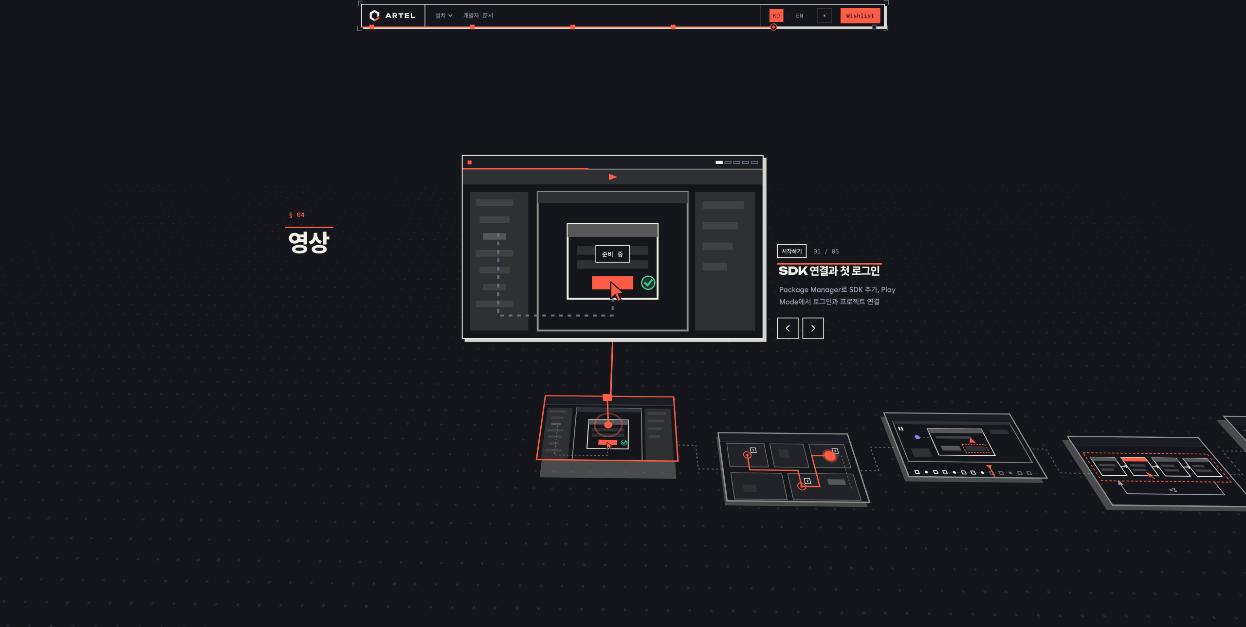 ARTEL
설치
개발자 문서
KO
EN
Wishlist
§ 04
영상
준비 중
시작하기
01 / 05
SDK 연결과 첫 로그인
Package Manager로 SDK 추가, Play
Mode에서 로그인과 프로젝트 연결